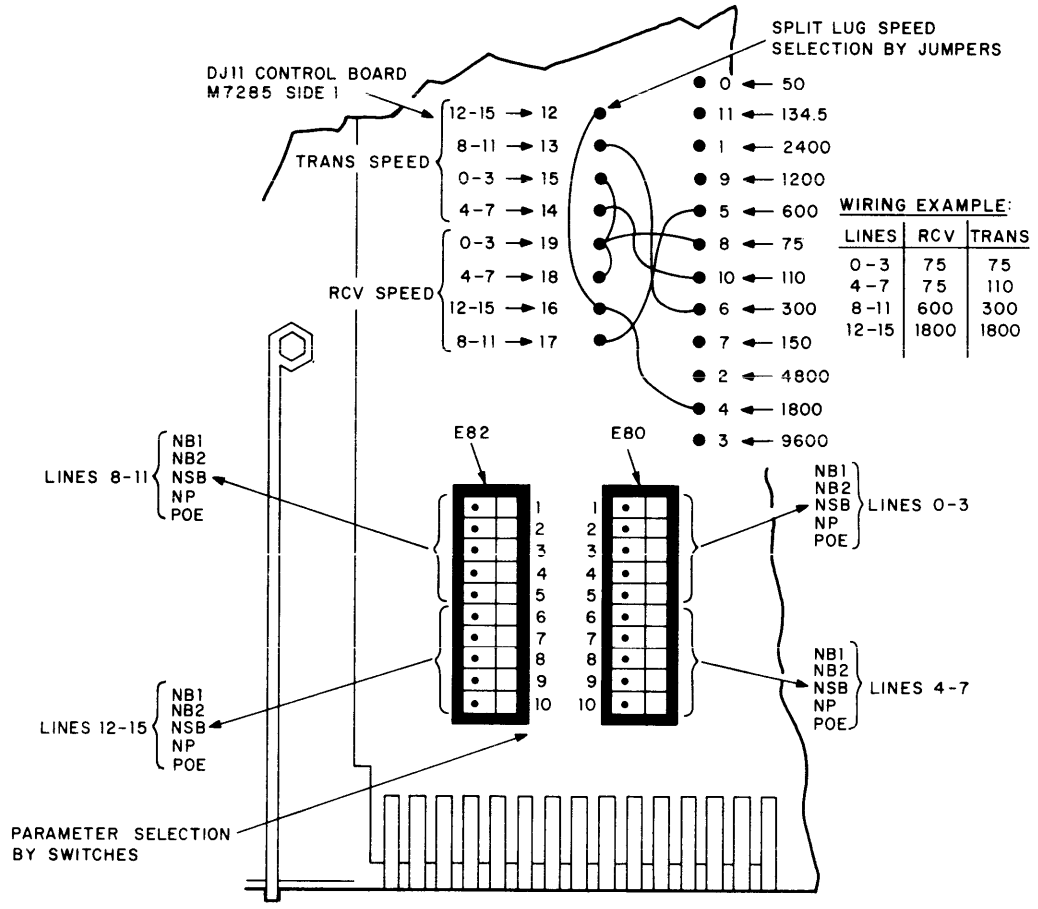 SPLIT LUG SPEED
SELECTION BY JUMPERS
DJ11 CONTROL BOARD
M7285 SIDE 1
TRANS SPEED
12-15 → 12
8-11 → 13
0-3 → 15
4-7 → 14
RCV SPEED
0-3 → 19
4-7 → 18
12-15 → 16
8-11 → 17
0 ← 50
11 ← 134.5
1 ← 2400
9 ← 1200
5 ← 600
8 ← 75
10 ← 110
6 ← 300
7 ← 150
2 ← 4800
4 ← 1800
3 ← 9600
WIRING EXAMPLE:
LINES RCV TRANS
0-3 75 75
4-7 75 110
8-11 600 300
12-15 1800 1800
E82
E80
LINES 8-11
NB1
NB2
NSB
NP
POE
1
2
3
4
5
6
7
8
9
10
1
2
3
4
5
6
7
8
9
10
NB1
NB2
NSB
NP
POE
LINES 0-3
LINES 12-15
NB1
NB2
NSB
NP
POE
NB1
NB2
NSB
NP
POE
LINES 4-7
PARAMETER SELECTION
BY SWITCHES